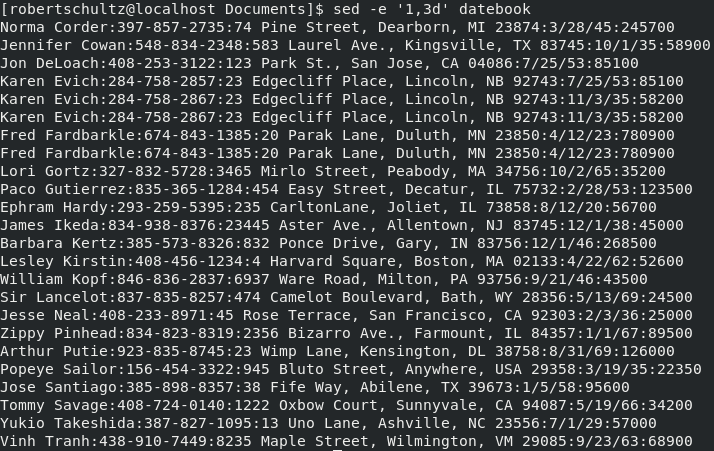 [robertschultz@localhost Documents]$ sed -e '1,3d' datebook
Norma Corder:397-857-2735:74 Pine Street, Dearborn, MI 23874:3/28/45:245700
Jennifer Cowan:548-834-2348:583 Laurel Ave., Kingsville, TX 83745:10/1/35:58900
Jon DeLoach:408-253-3122:123 Park St., San Jose, CA 04086:7/25/53:85100
Karen Evich:284-758-2857:23 Edgecliff Place, Lincoln, NB 92743:7/25/53:85100
Karen Evich:284-758-2867:23 Edgecliff Place, Lincoln, NB 92743:11/3/35:58200
Karen Evich:284-758-2867:23 Edgecliff Place, Lincoln, NB 92743:11/3/35:58200
Fred Fardbarkle:674-843-1385:20 Parak Lane, Duluth, MN 23850:4/12/23:780900
Fred Fardbarkle:674-843-1385:20 Parak Lane, Duluth, MN 23850:4/12/23:780900
Lori Gortz:327-832-5728:3465 Mirlo Street, Peabody, MA 34756:10/2/65:35200
Paco Gutierrez:835-365-1284:454 Easy Street, Decatur, IL 75732:2/28/53:123500
Ephram Hardy:293-259-5395:235 CarltonLane, Joliet, IL 73858:8/12/20:56700
James Ikeda:834-938-8376:23445 Aster Ave., Allentown, NJ 83745:12/1/38:45000
Barbara Kertz:385-573-8326:832 Ponce Drive, Gary, IN 83756:12/1/46:268500
Lesley Kirstin:408-456-1234:4 Harvard Square, Boston, MA 02133:4/22/62:52600
William Kopf:846-836-2837:6937 Ware Road, Milton, PA 93756:9/21/46:43500
Sir Lancelot:837-835-8257:474 Camelot Boulevard, Bath, WY 28356:5/13/69:24500
Jesse Neal:408-233-8971:45 Rose Terrace, San Francisco, CA 92303:2/3/36:25000
Zippy Pinhead:834-823-8319:2356 Bizarro Ave., Farmount, IL 84357:1/1/67:89500
Arthur Putie:923-835-8745:23 Wimp Lane, Kensington, DL 38758:8/31/69:126000
Popeye Sailor:156-454-3322:945 Bluto Street, Anywhere, USA 29358:3/19/35:22350
Jose Santiago:385-898-8357:38 Fife Way, Abilene, TX 39673:1/5/58:95600
Tommy Savage:408-724-0140:1222 Oxbow Court, Sunnyvale, CA 94087:5/19/66:34200
Yukio Takeshida:387-827-1095:13 Uno Lane, Ashville, NC 23556:7/1/29:57000
Vinh Tranh:438-910-7449:8235 Maple Street, Wilmington, VM 29085:9/23/63:68900